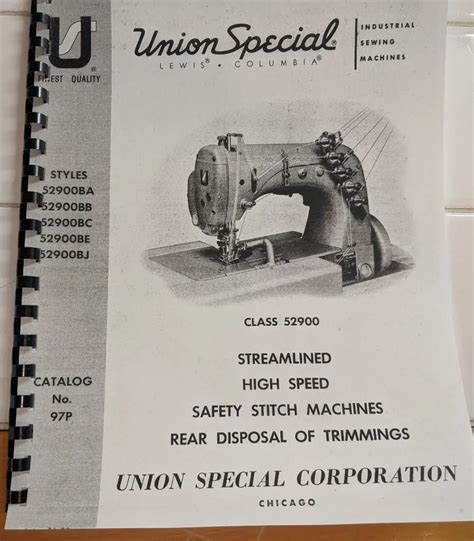 US
®
FINEST QUALITY
Union Special®
LEWIS® • COLUMBIA®
INDUSTRIAL
SEWING
MACHINES
STYLES
52900BA
52900BB
52900BC
52900BE
52900BJ
CATALOG
No.
97P
CLASS 52900
STREAMLINED
HIGH SPEED
SAFETY STITCH MACHINES
REAR DISPOSAL OF TRIMMINGS
UNION SPECIAL CORPORATION
CHICAGO